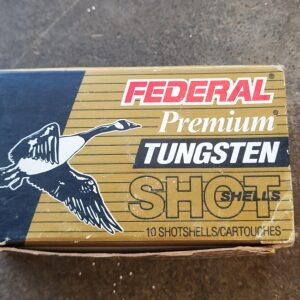 FEDERAL®
Premium®
TUNGSTEN
SHOT
SHELLS
10 SHOTSHELLS/CARTOUCHES